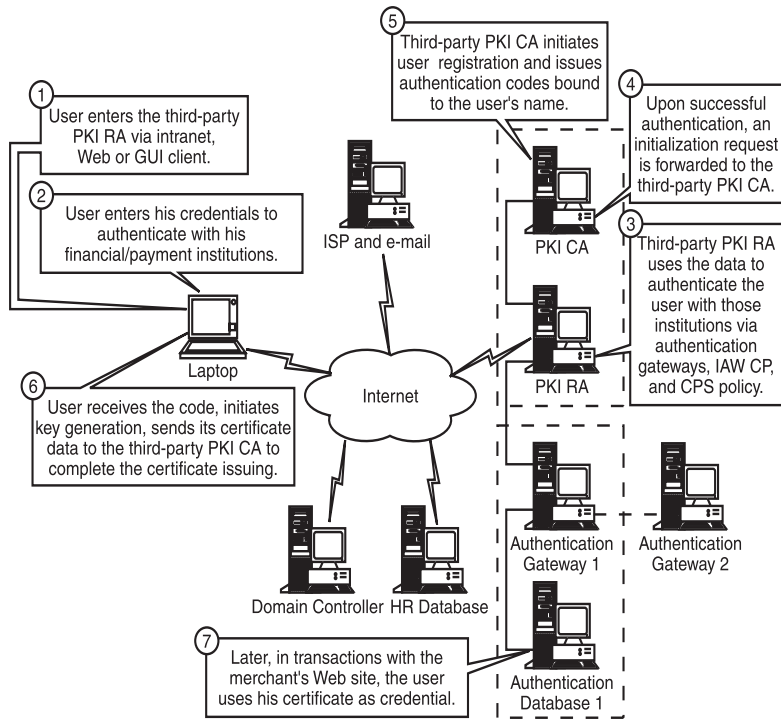 5
Third-party PKI CA initiates
user registration and issues
authentication codes bound
to the user's name.
1
User enters the third-party
PKI RA via intranet,
Web or GUI client.
4
Upon successful
authentication, an
initialization request
is forwarded to the
third-party PKI CA.
2
User enters his credentials to
authenticate with his
financial/payment institutions.
ISP and e-mail
PKI CA
3
Third-party PKI RA
uses the data to
authenticate the
user with those
institutions via
authentication
gateways, IAW CP,
and CPS policy.
Laptop
PKI RA
Internet
6
User receives the code, initiates
key generation, sends its certificate
data to the third-party PKI CA to
complete the certificate issuing.
Authentication
Gateway 1
Authentication
Gateway 2
Domain Controller
HR Database
7
Later, in transactions with the
merchant's Web site, the user
uses his certificate as credential.
Authentication
Database 1